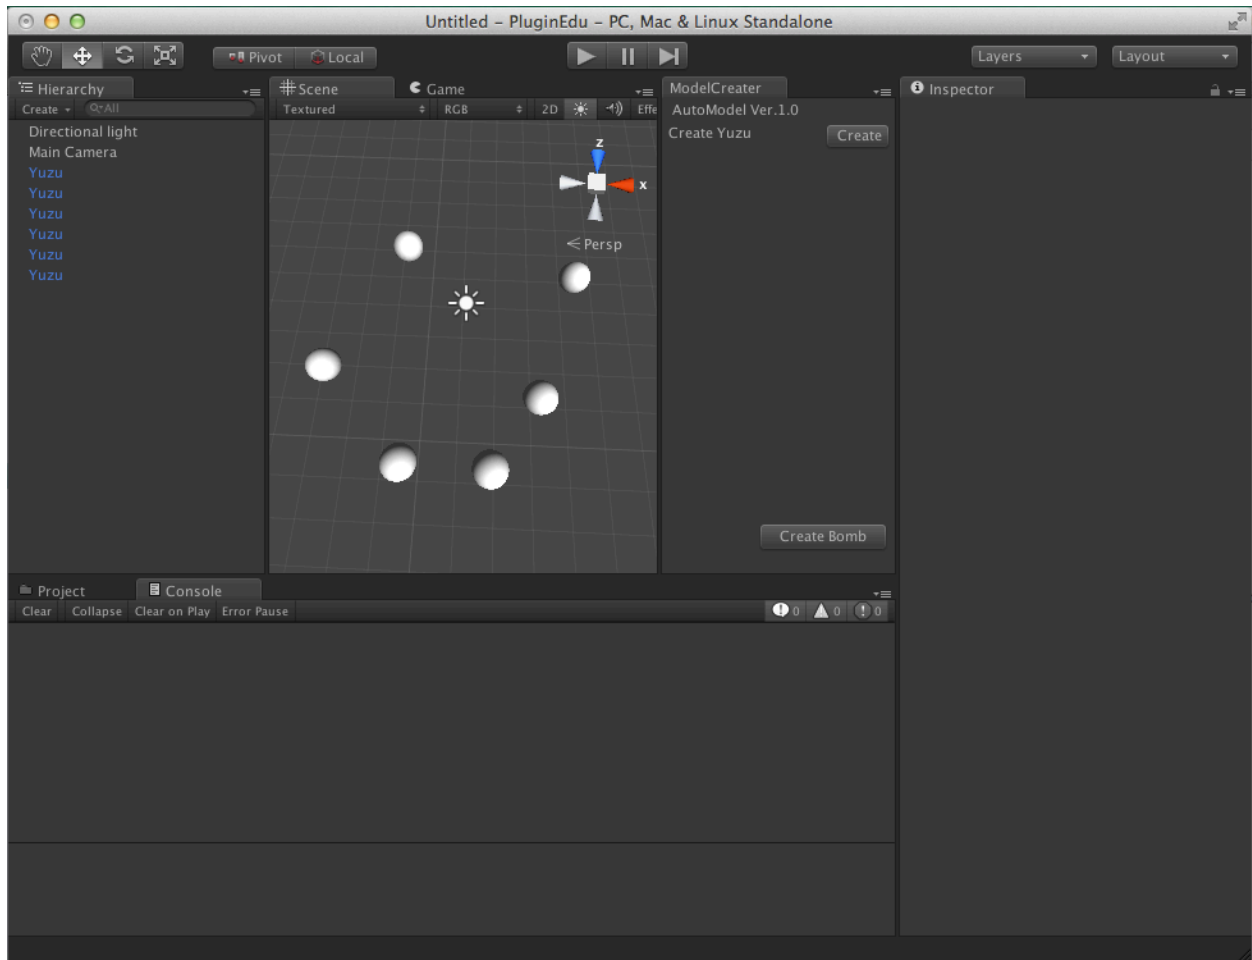 Untitled – PluginEdu – PC, Mac & Linux Standalone
Pivot Local Layers Layout
Hierarchy Scene Game ModelCreater Inspector
Create All Textured RGB 2D Effe AutoModel Ver.1.0
Directional light
Main Camera
Yuzu
Yuzu
Yuzu
Yuzu
Yuzu
Yuzu
z
x
Persp
Create Yuzu Create
Create Bomb
Project Console
Clear Collapse Clear on Play Error Pause 0 0 0